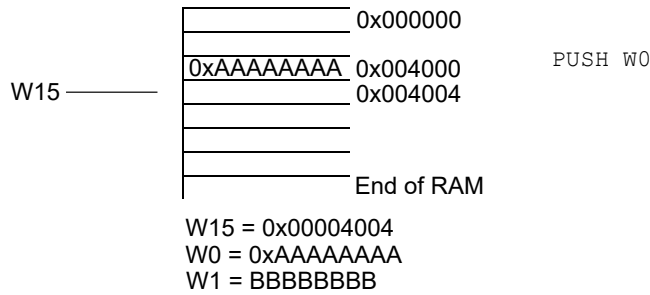 0x000000
0xAAAAAAAA 0x004000 PUSH W0
W15 0x004004
End of RAM
W15 = 0x00004004
W0 = 0xAAAAAAAA
W1 = BBBBBBBB